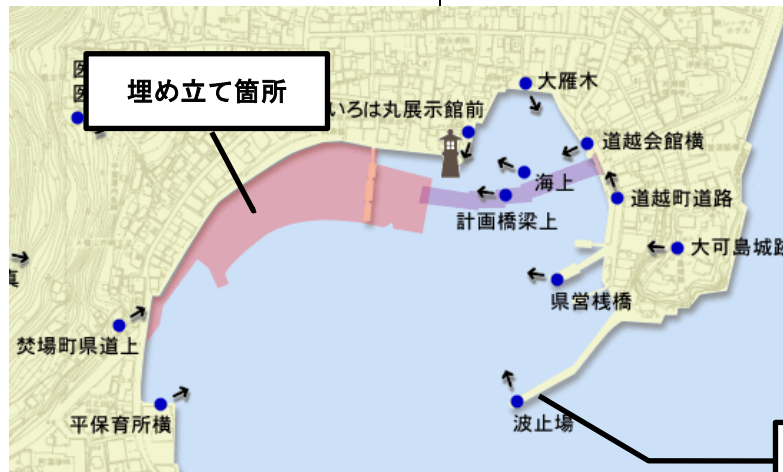 埋め立て箇所
大雁木
いろは丸展示館前
道越会館横
海上
道越町道路
計画橋梁上
大可島城跡
県営桟橋
焚場町県道上
平保育所横
波止場